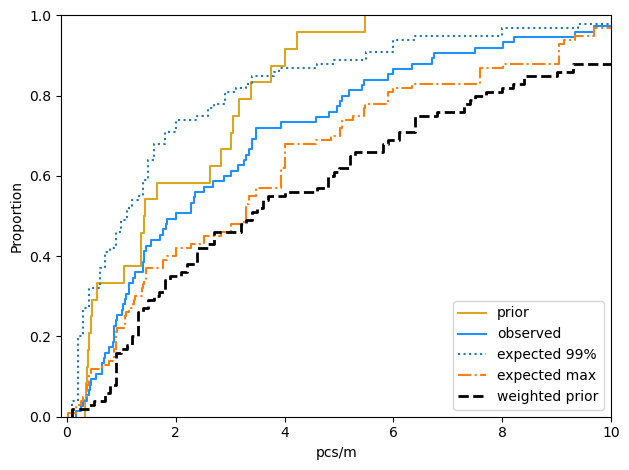 1.0
0.8
0.6
0.4
0.2
0.0
Proportion
0
2
4
6
8
10
pcs/m
prior
observed
expected 99%
expected max
weighted prior